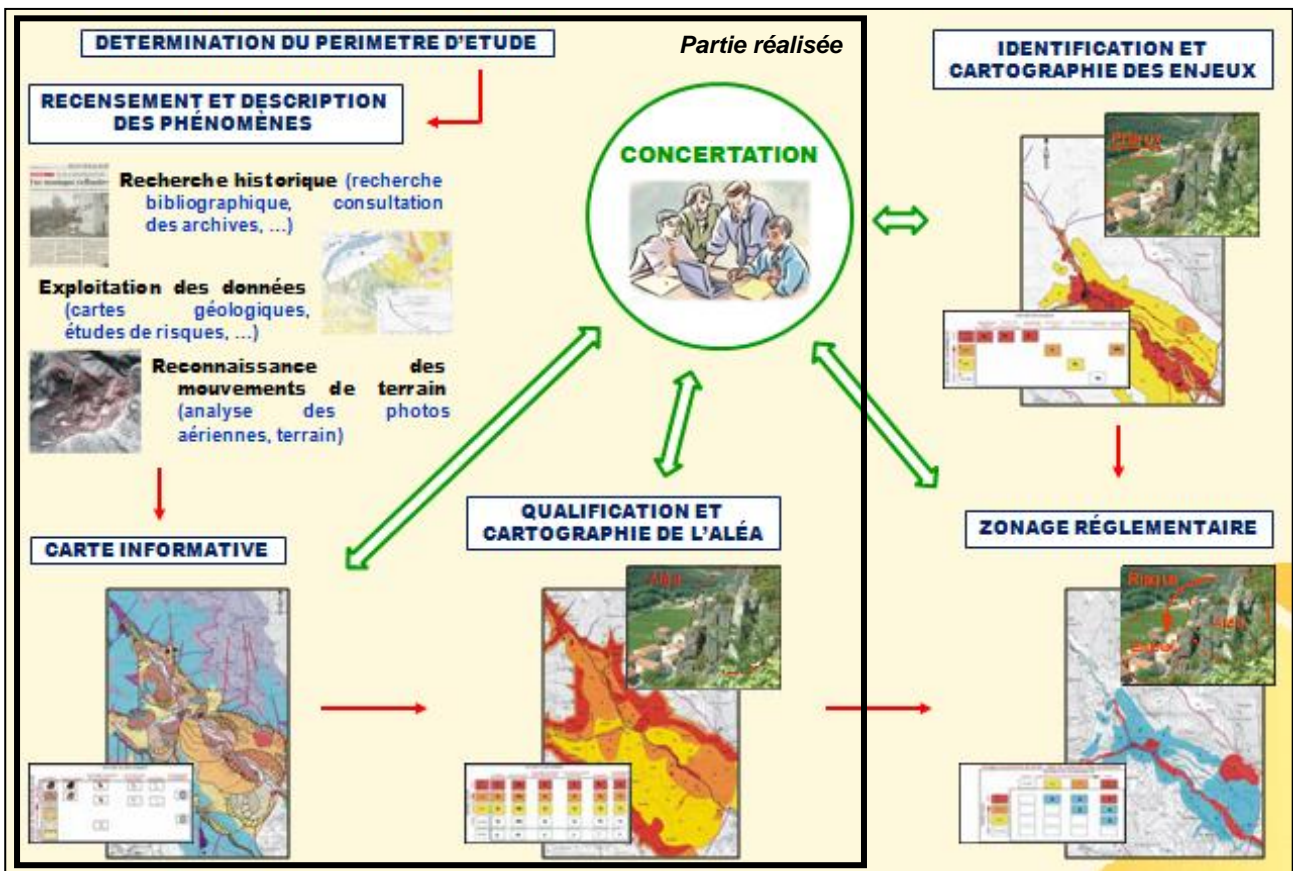 DETERMINATION DU PERIMETRE D'ETUDE
Partie réalisée
RECENSEMENT ET DESCRIPTION
DES PHÉNOMÈNES
Recherche historique (recherche
bibliographique, consultation
des archives, ...)
Exploitation des données
(cartes géologiques,
études de risques, ...)
Reconnaissance des
mouvements de terrain
(analyse des photos
aériennes, terrain)
CONCERTATION
IDENTIFICATION ET
CARTOGRAPHIE DES ENJEUX
CARTE INFORMATIVE
QUALIFICATION ET
CARTOGRAPHIE DE L'ALÉA
Aléa
ZONAGE RÉGLEMENTAIRE
Risque
Aléa
Enjeux